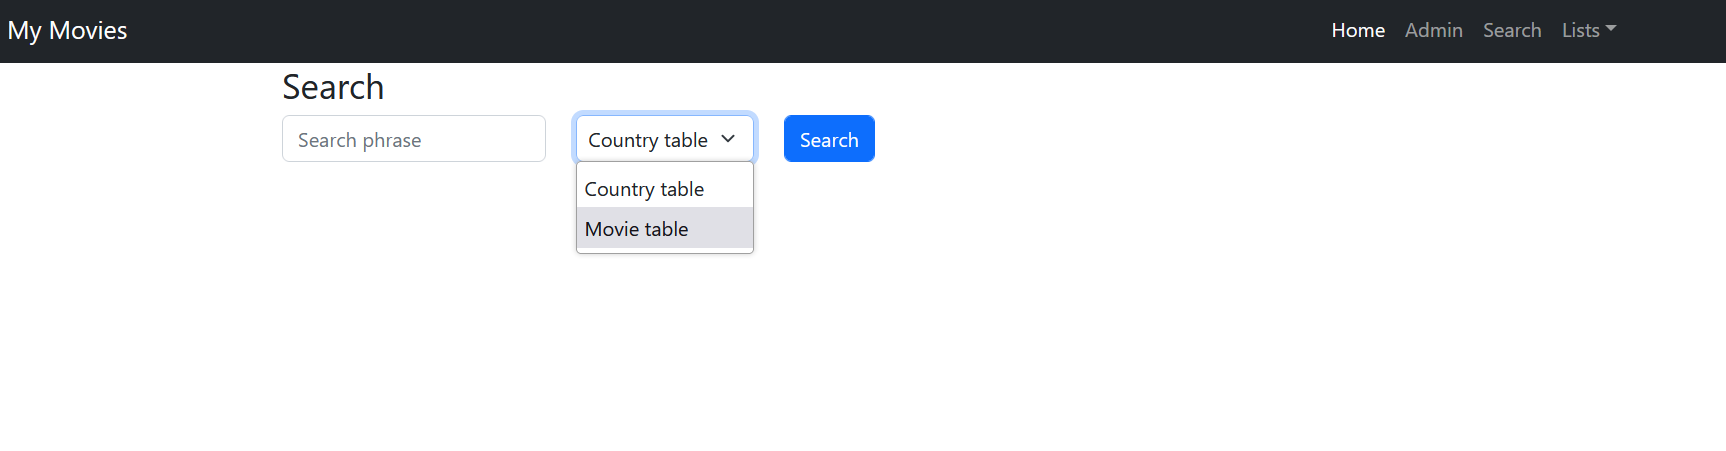 My Movies Home Admin Search Lists
Search
Search phrase Country table Search
Country table
Movie table